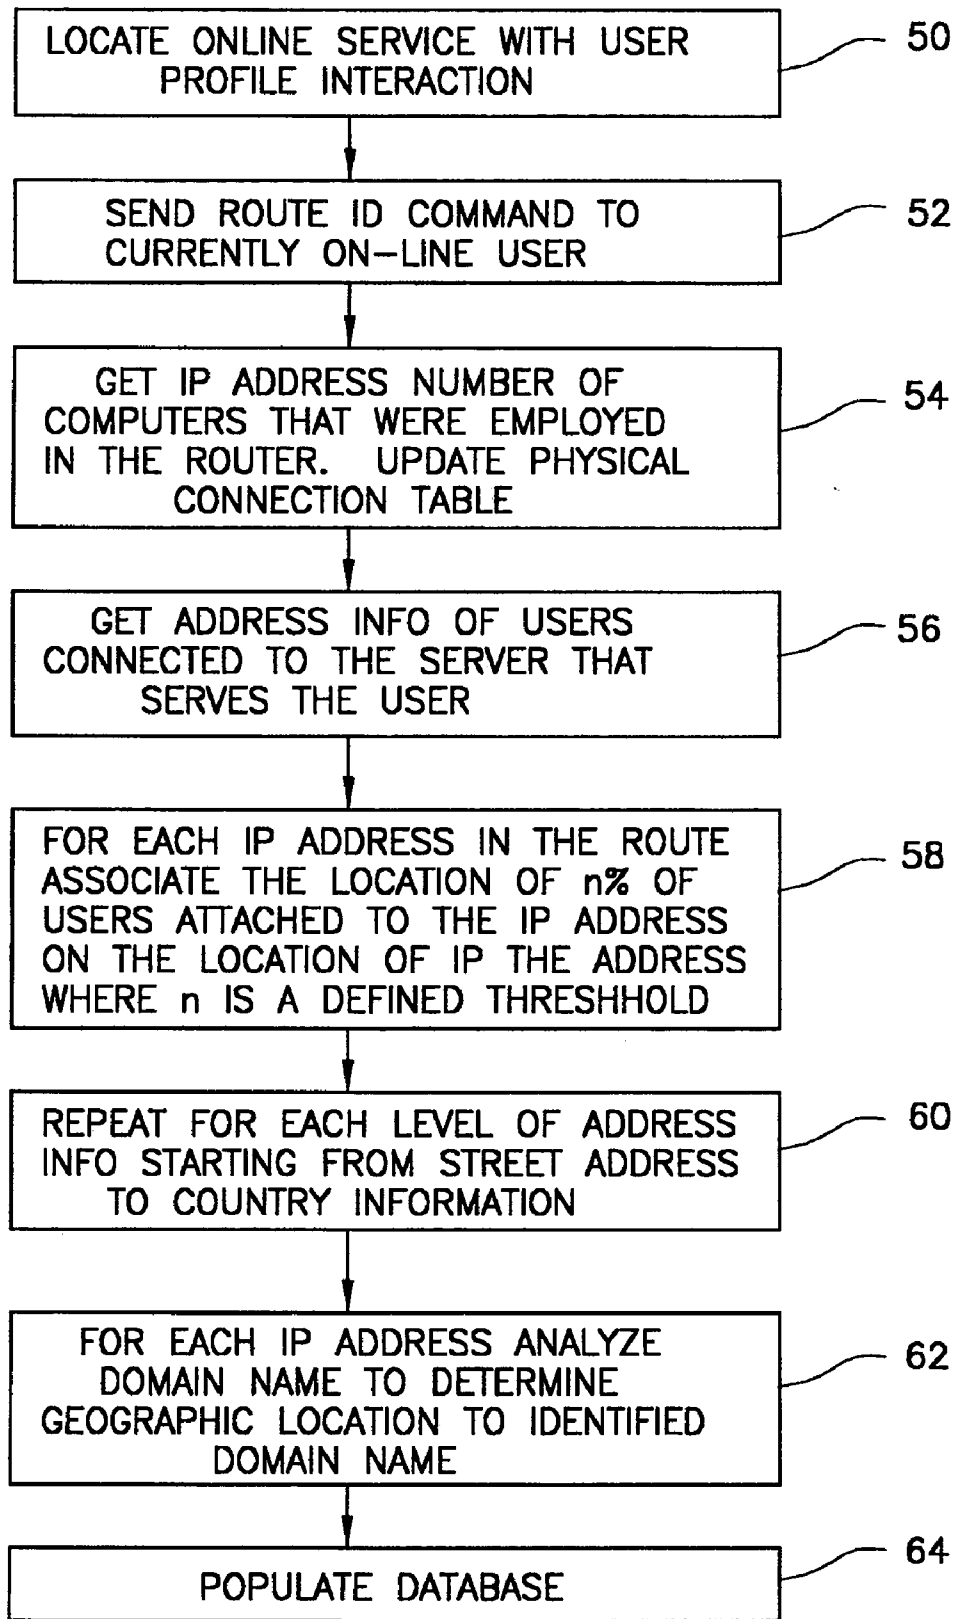 LOCATE ONLINE SERVICE WITH USER
PROFILE INTERACTION
50
SEND ROUTE ID COMMAND TO
CURRENTLY ON-LINE USER
52
GET IP ADDRESS NUMBER OF
COMPUTERS THAT WERE EMPLOYED
IN THE ROUTER. UPDATE PHYSICAL
CONNECTION TABLE
54
GET ADDRESS INFO OF USERS
CONNECTED TO THE SERVER THAT
SERVES THE USER
56
FOR EACH IP ADDRESS IN THE ROUTE
ASSOCIATE THE LOCATION OF n% OF
USERS ATTACHED TO THE IP ADDRESS
ON THE LOCATION OF IP THE ADDRESS
WHERE n IS A DEFINED THRESHHOLD
58
REPEAT FOR EACH LEVEL OF ADDRESS
INFO STARTING FROM STREET ADDRESS
TO COUNTRY INFORMATION
60
FOR EACH IP ADDRESS ANALYZE
DOMAIN NAME TO DETERMINE
GEOGRAPHIC LOCATION TO IDENTIFIED
DOMAIN NAME
62
POPULATE DATABASE
64